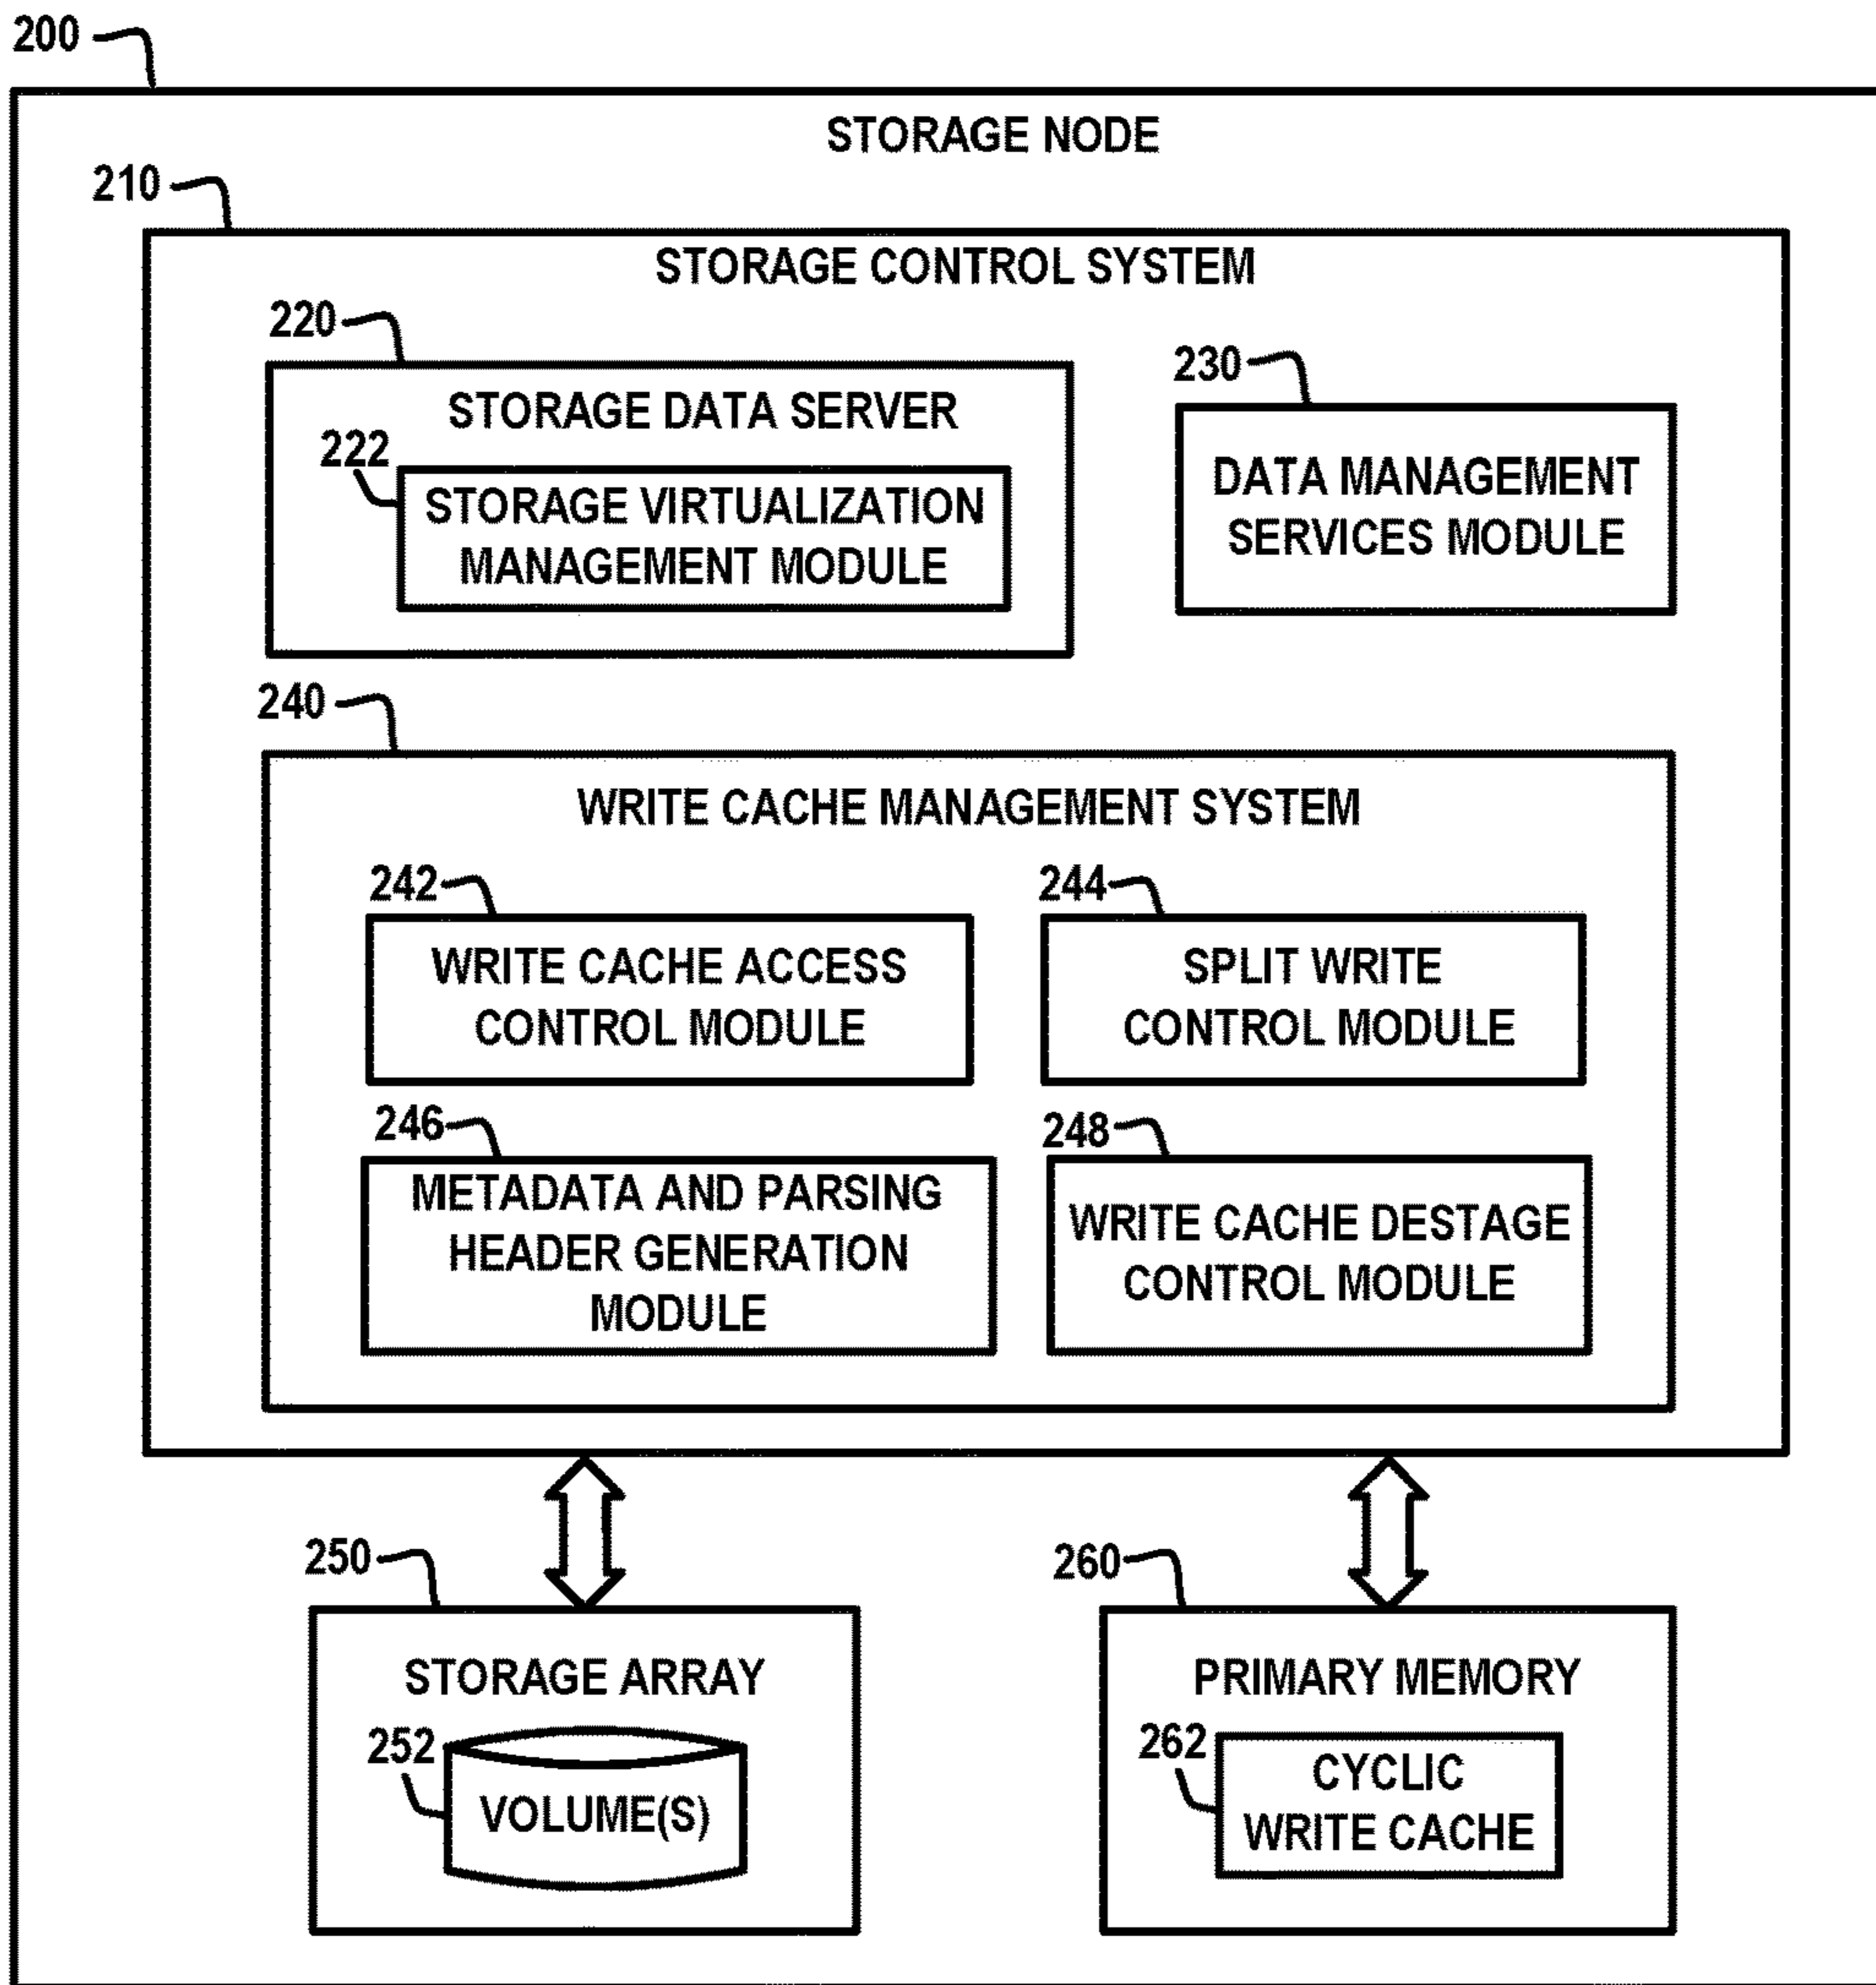 200
STORAGE NODE
210
STORAGE CONTROL SYSTEM
220
STORAGE DATA SERVER
222
STORAGE VIRTUALIZATION
MANAGEMENT MODULE
230
DATA MANAGEMENT
SERVICES MODULE
240
WRITE CACHE MANAGEMENT SYSTEM
242
WRITE CACHE ACCESS
CONTROL MODULE
244
SPLIT WRITE
CONTROL MODULE
246
METADATA AND PARSING
HEADER GENERATION
MODULE
248
WRITE CACHE DESTAGE
CONTROL MODULE
250
STORAGE ARRAY
252
VOLUME(S)
260
PRIMARY MEMORY
262
CYCLIC
WRITE CACHE